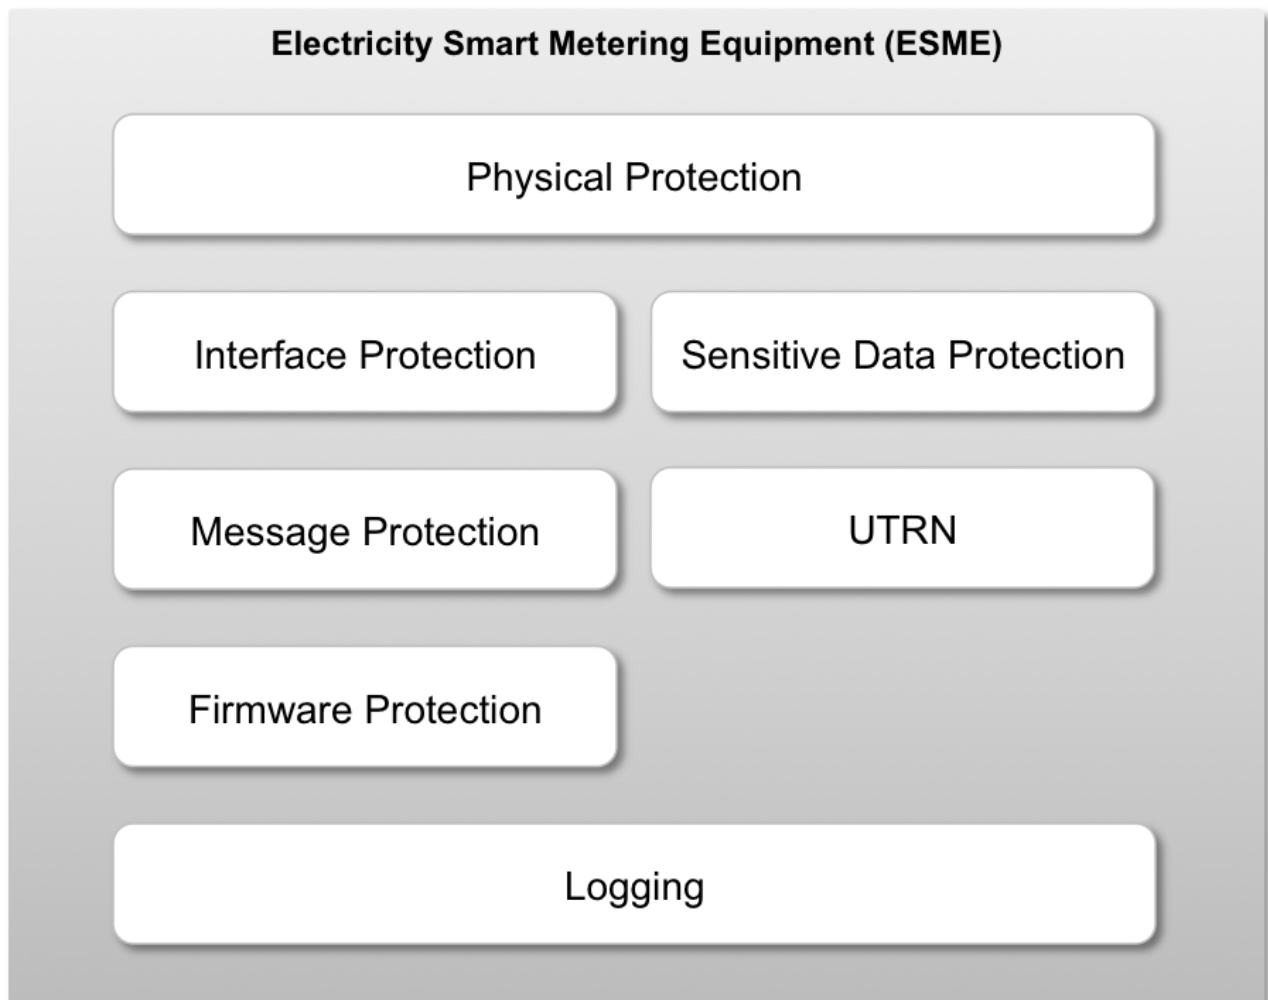 Electricity Smart Metering Equipment (ESME)
Physical Protection
Interface Protection
Sensitive Data Protection
Message Protection
UTRN
Firmware Protection
Logging